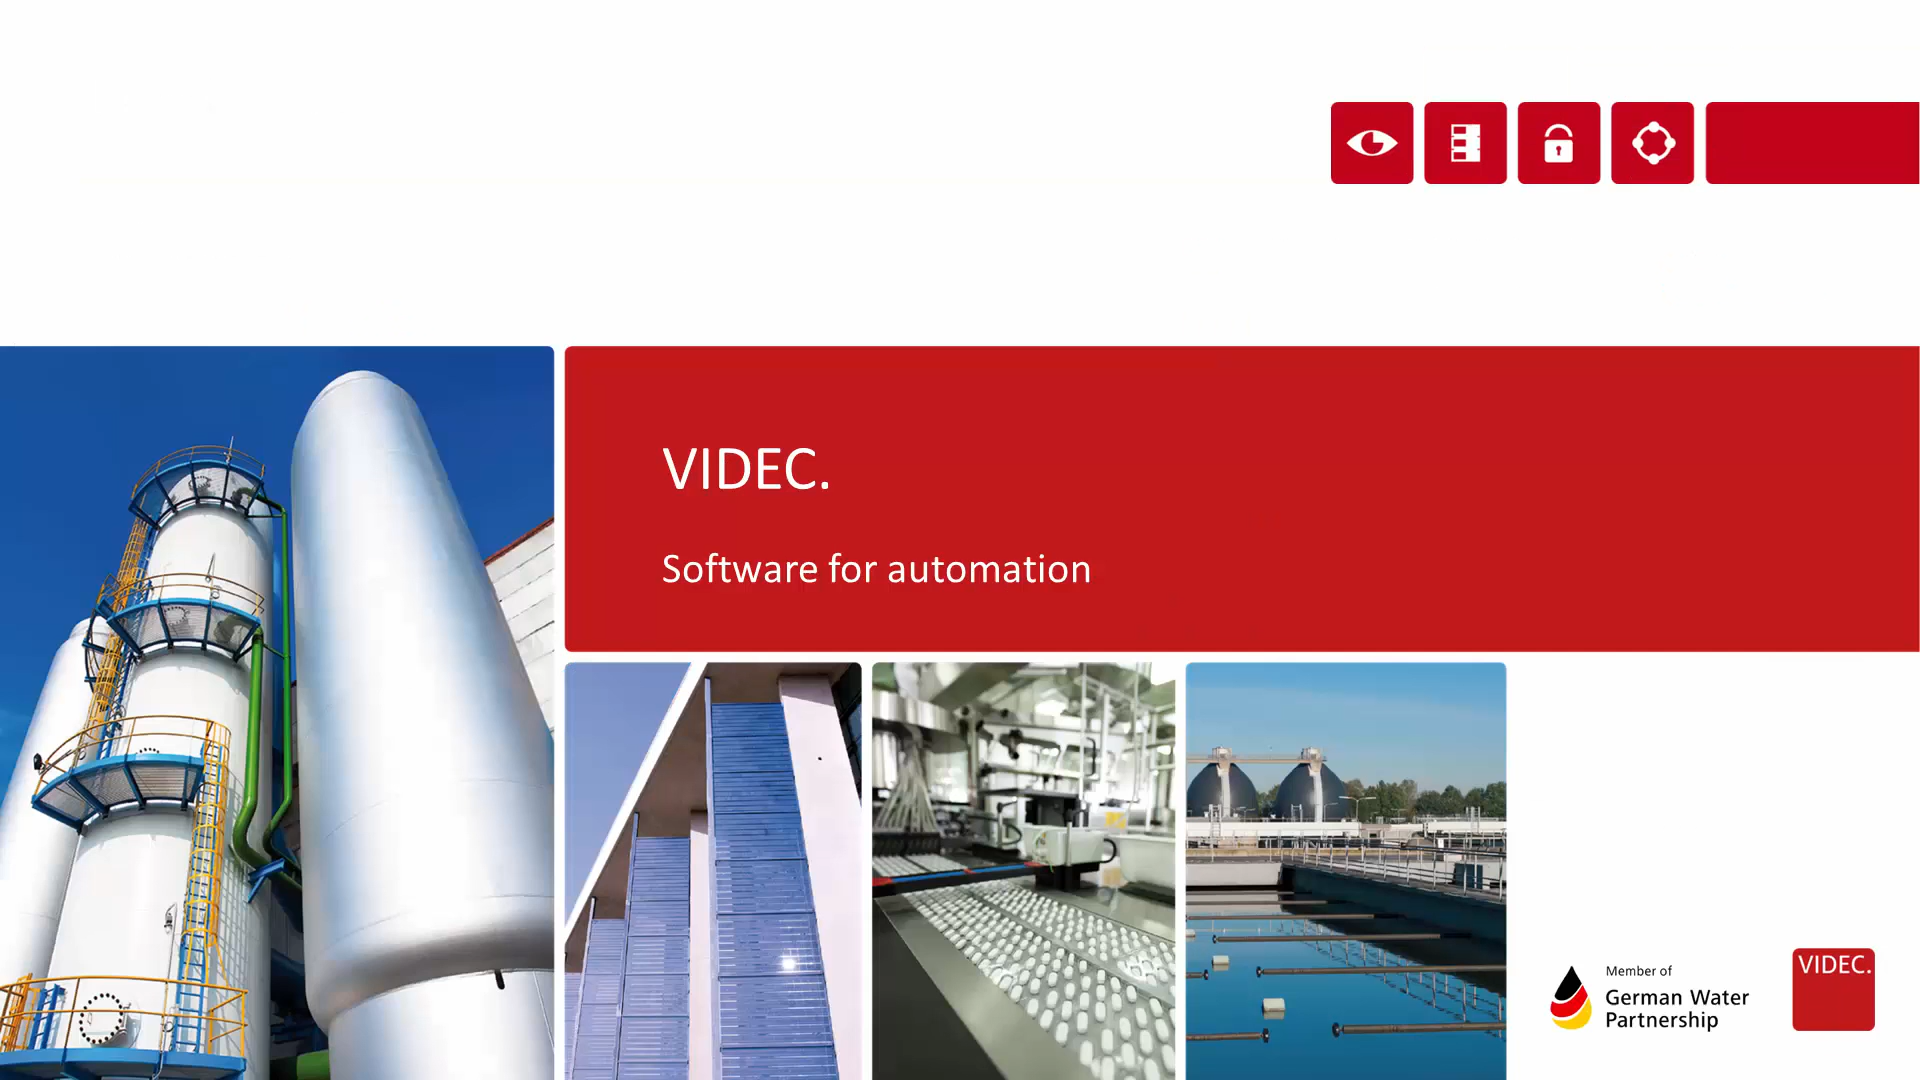 VIDEC.
Software for automation
Member of
German Water
Partnership
VIDEC.